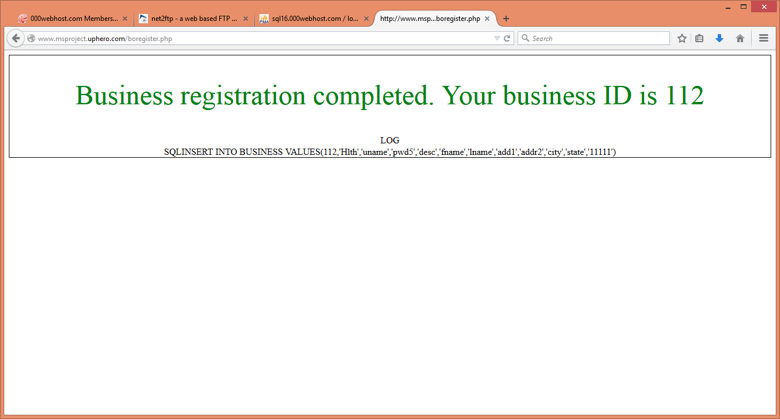 000webhost.com Members...
net2ftp - a web based FTP ...
sql16.000webhost.com / lo...
http://www.msp...boregister.php
www.msproject.uphero.com/boregister.php
Search
Business registration completed. Your business ID is 112
LOG
SQLINSERT INTO BUSINESS VALUES(112,'Hlth','uname','pwd5','desc','fname','lname','add1','addr2','city','state','11111')